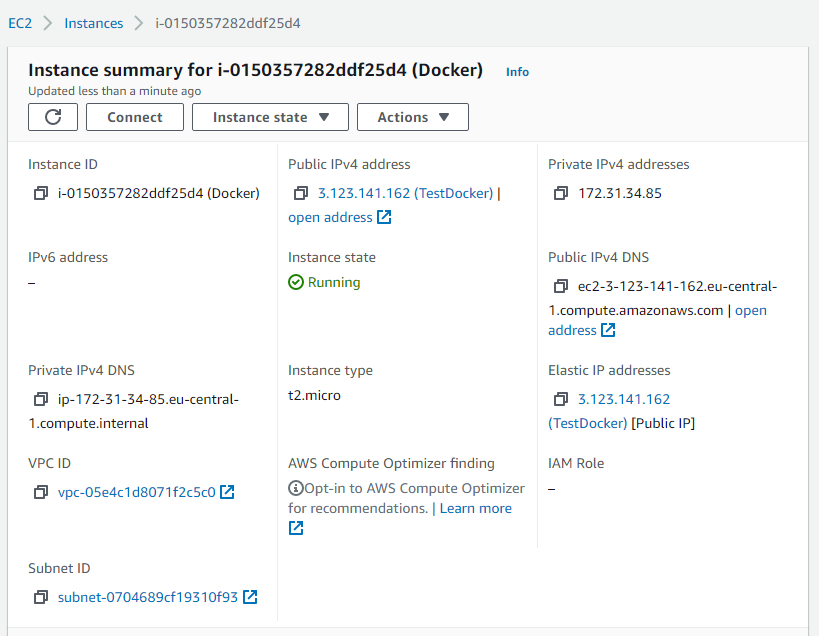 EC2 > Instances > i-0150357282ddf25d4
Instance summary for i-0150357282ddf25d4 (Docker) Info
Updated less than a minute ago
Connect Instance state ▼ Actions ▼
Instance ID
i-0150357282ddf25d4 (Docker)
Public IPv4 address
3.123.141.162 (TestDocker) |
open address
Private IPv4 addresses
172.31.34.85
IPv6 address
–
Instance state
Running
Public IPv4 DNS
ec2-3-123-141-162.eu-central-
1.compute.amazonaws.com | open
address
Private IPv4 DNS
ip-172-31-34-85.eu-central-
1.compute.internal
Instance type
t2.micro
Elastic IP addresses
3.123.141.162
(TestDocker) [Public IP]
VPC ID
vpc-05e4c1d8071f2c5c0
AWS Compute Optimizer finding
Opt-in to AWS Compute Optimizer
for recommendations. | Learn more
IAM Role
–
Subnet ID
subnet-0704689cf19310f93